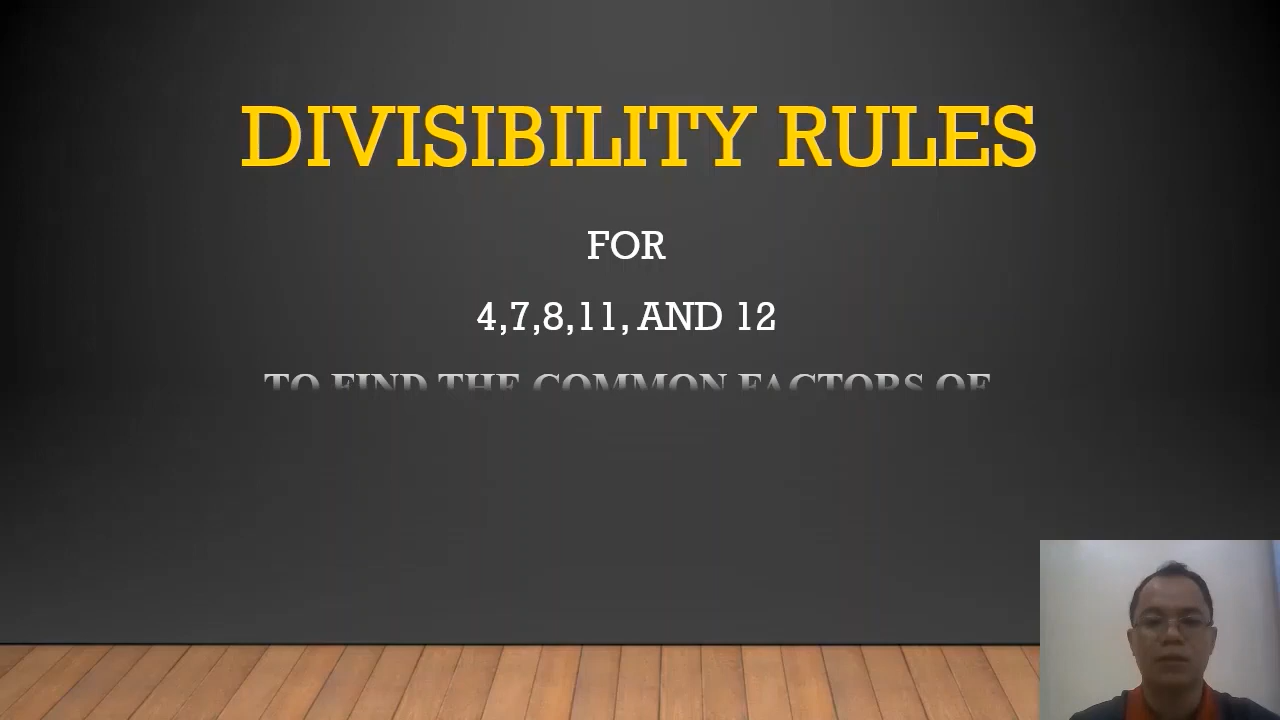 DIVISIBILITY RULES
FOR
4,7,8,11, AND 12
TO FIND THE COMMON FACTORS OF